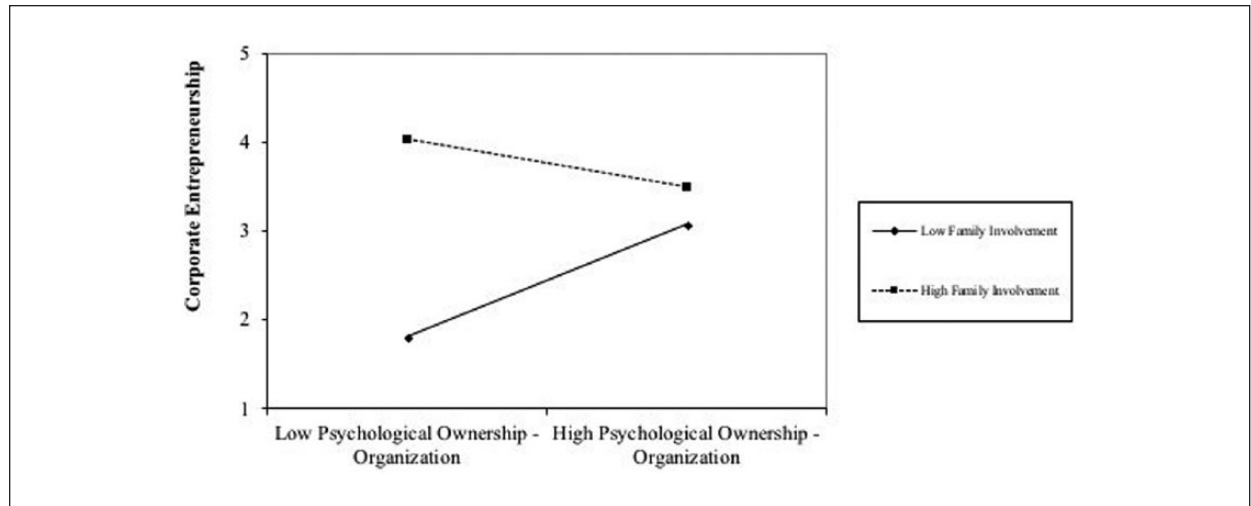 5
4
3
2
1
Corporate Entrepreneurship
Low Psychological Ownership -
Organization
High Psychological Ownership -
Organization
Low Family Involvement
High Family Involvement